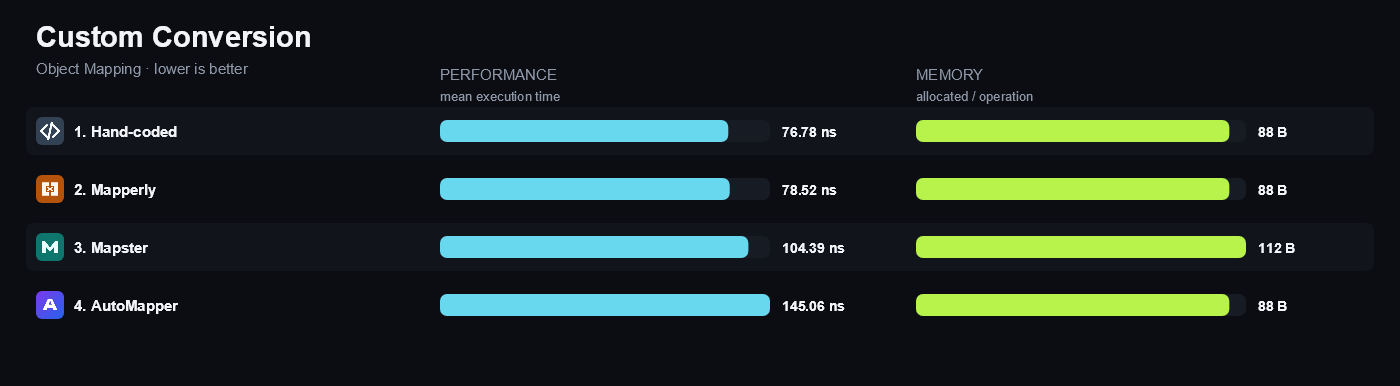 Custom Conversion
Object Mapping · lower is better
PERFORMANCE
mean execution time
MEMORY
allocated / operation
1. Hand-coded 76.78 ns 88 B
2. Mapperly 78.52 ns 88 B
3. Mapster 104.39 ns 112 B
4. AutoMapper 145.06 ns 88 B